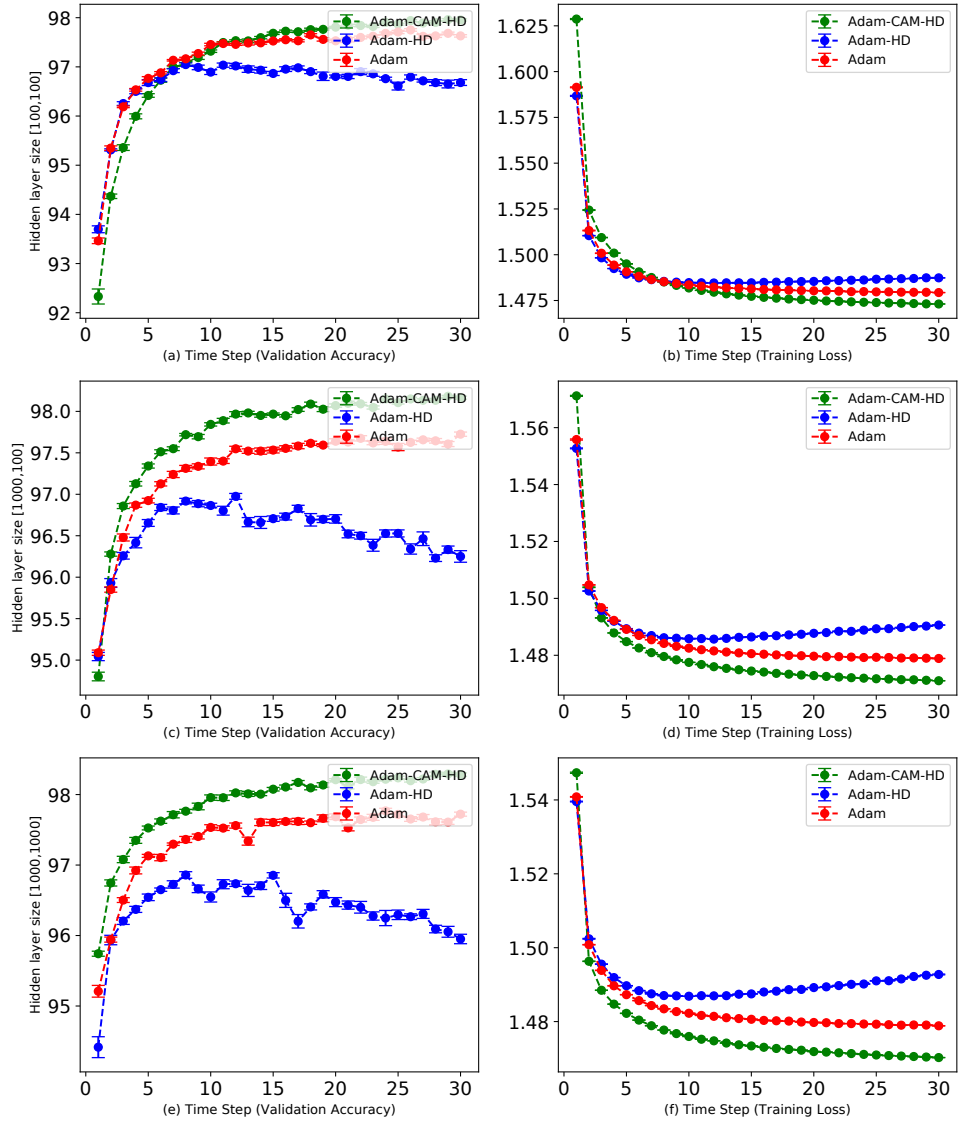 98
97
96
95
94
93
92
Hidden layer size [100,100]
Adam-CAM-HD
Adam-HD
Adam
0 5 10 15 20 25 30
(a) Time Step (Validation Accuracy)
1.625
1.600
1.575
1.550
1.525
1.500
1.475
Adam-CAM-HD
Adam-HD
Adam
0 5 10 15 20 25 30
(b) Time Step (Training Loss)
98.0
97.5
97.0
96.5
96.0
95.5
95.0
Hidden layer size [1000,100]
Adam-CAM-HD
Adam-HD
Adam
0 5 10 15 20 25 30
(c) Time Step (Validation Accuracy)
1.56
1.54
1.52
1.50
1.48
Adam-CAM-HD
Adam-HD
Adam
0 5 10 15 20 25 30
(d) Time Step (Training Loss)
98
97
96
95
Hidden layer size [1000,1000]
Adam-CAM-HD
Adam-HD
Adam
0 5 10 15 20 25 30
(e) Time Step (Validation Accuracy)
1.54
1.52
1.50
1.48
Adam-CAM-HD
Adam-HD
Adam
0 5 10 15 20 25 30
(f) Time Step (Training Loss)